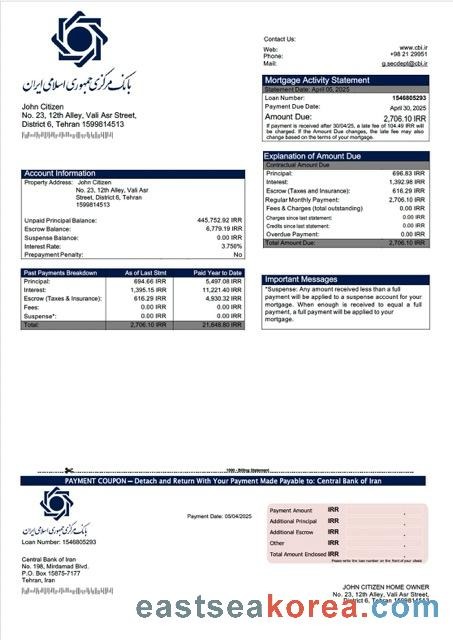 Contact Us:
Web: www.cbi.ir
Phone: +98 21 29951
Mail: g.secdept@cbi.ir
بانک مرکزی جمهوری اسلامی ایران
John Citizen
No. 23, 12th Alley, Vali Asr Street,
District 6, Tehran 1599814513
Mortgage Activity Statement
Statement Date: April 05, 2025
Loan Number: 1546805293
Payment Due Date: April 30, 2025
Amount Due: 2,706.10 IRR
If payment is received after 30/04/25, a late fee of 104.49 IRR will
be charged. If the Amount Due changes, the late fee may also
change based on the terms of your mortgage.
Explanation of Amount Due
Contractual Amount Due
Principal: 696.83 IRR
Interest: 1,392.98 IRR
Escrow (Taxes and Insurance): 616.29 IRR
Regular Monthly Payment: 2,706.10 IRR
Fees & Charges (total outstanding) 0.00 IRR
Charges since last statement: 0.00 IRR
Credits since last statement: 0.00 IRR
Overdue Payment: 0.00 IRR
Total Amount Due: 2,706.10 IRR
Account Information
Property Address: John Citizen
No. 23, 12th Alley, Vali Asr
Street, District 6, Tehran
1599814513
Unpaid Principal Balance: 445,752.92 IRR
Escrow Balance: 6,779.19 IRR
Suspense Balance: 0.00 IRR
Interest Rate: 3.756%
Prepayment Penalty: No
Past Payments Breakdown As of Last Stmt Paid Year to Date
Principal: 694.66 IRR 5,497.08 IRR
Interest: 1,395.15 IRR 11,221.40 IRR
Escrow (Taxes & Insurance): 616.29 IRR 4,930.32 IRR
Fees: 0.00 IRR 0.00 IRR
Suspense*: 0.00 IRR 0.00 IRR
Total: 2,706.10 IRR 21,648.80 IRR
Important Messages
*Suspense: Any amount received less than a full
payment will be applied to a suspense account for your
mortgage. When enough is received to equal a full
payment, a full payment will be applied to your
mortgage.
1000 - Billing Statement
PAYMENT COUPON – Detach and Return With Your Payment Made Payable to: Central Bank of Iran
بانک مرکزی جمهوری اسلامی ایران
Loan Number: 1546805293
Payment Date: 05/04/2025
Payment Amount IRR .
Additional Principal IRR .
Additional Escrow IRR .
Other IRR .
Total Amount Enclosed IRR .
Please write the loan number on the front of your check
Central Bank of Iran
No. 198, Mirdamad Blvd.
P.O. Box 15875-7177
Tehran, Iran
JOHN CITIZEN HOME OWNER
No. 23, 12th Alley, Vali Asr Street,
District 6, Tehran 1599814513
eastseakorea.com